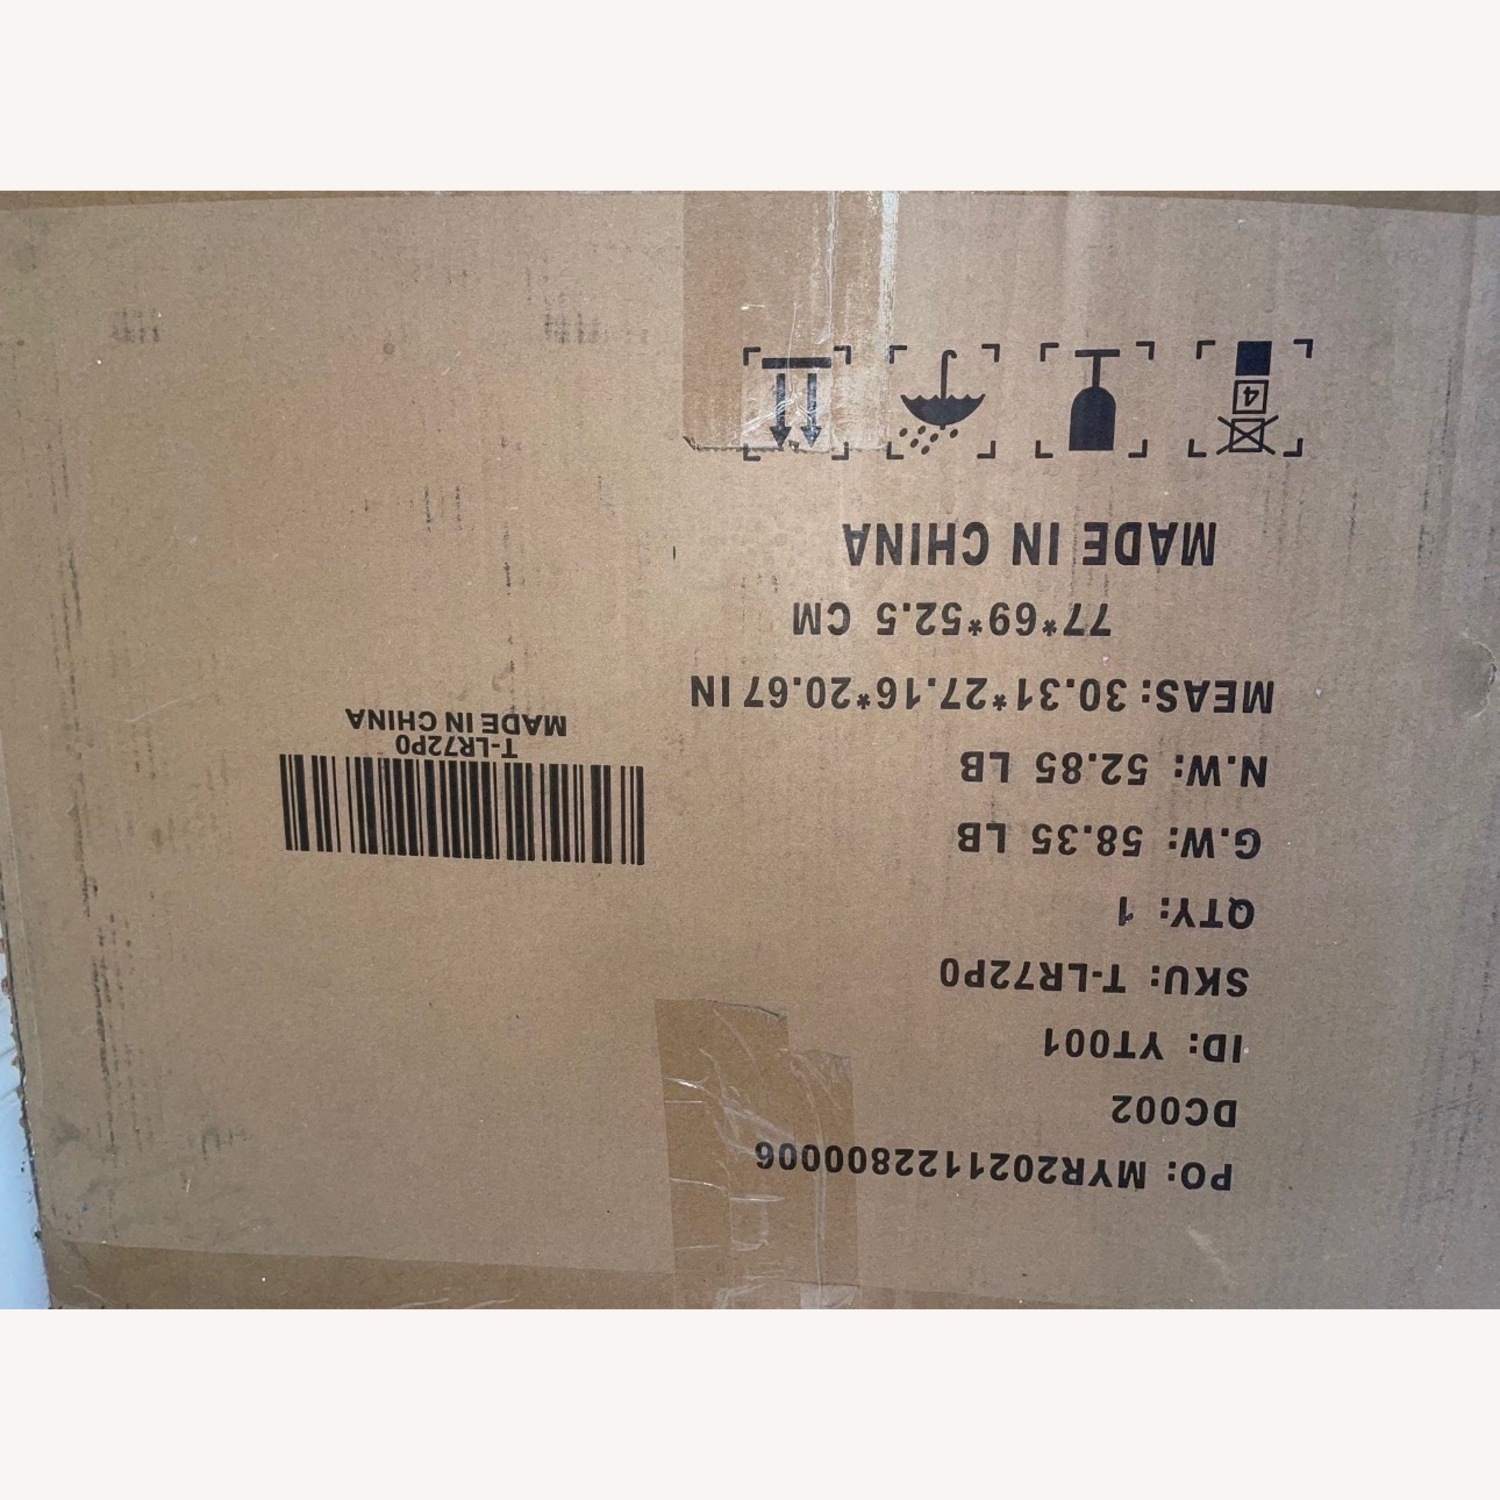 PO: MYR2021122800006
DC002
ID: YT001
SKU: T-LR72P0
QTY: 1
G.W: 58.35 LB
N.W: 52.85 LB
MEAS: 30.31*27.16*20.67 IN
77*69*52.5 CM
MADE IN CHINA
4
T-LR72P0
MADE IN CHINA